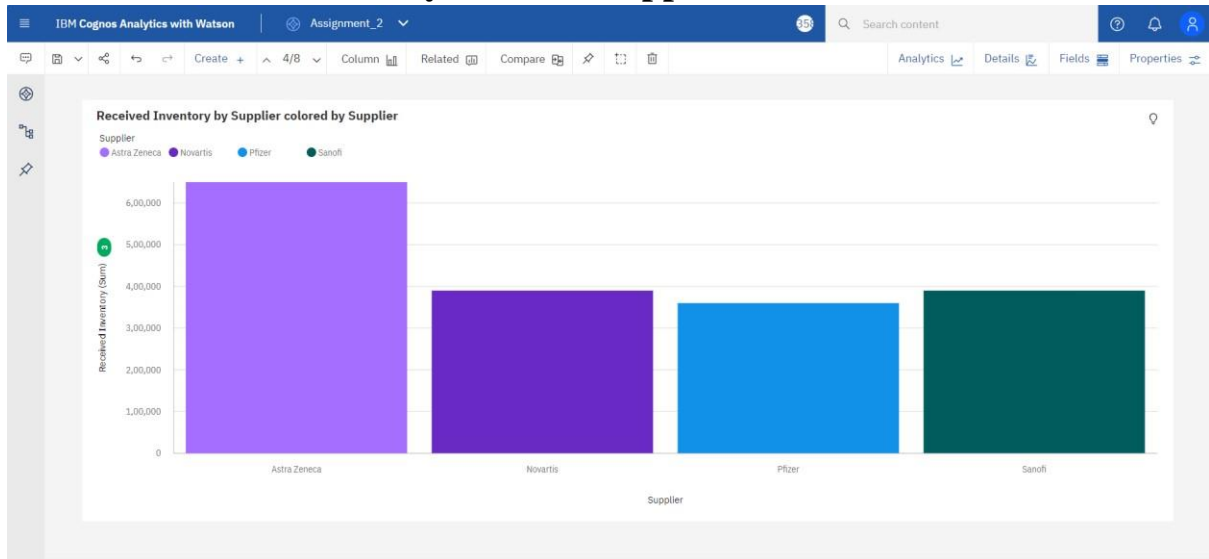 IBM Cognos Analytics with Watson
Assignment_2
358
Search content
Create +
4/8
Column
Related
Compare
Analytics
Details
Fields
Properties
Received Inventory by Supplier colored by Supplier
Supplier
Astra Zeneca Novartis Pfizer Sanofi
6,00,000
5,00,000
4,00,000
3,00,000
2,00,000
1,00,000
0
3
Received Inventory (Sum)
Astra Zeneca Novartis Pfizer Sanofi
Supplier